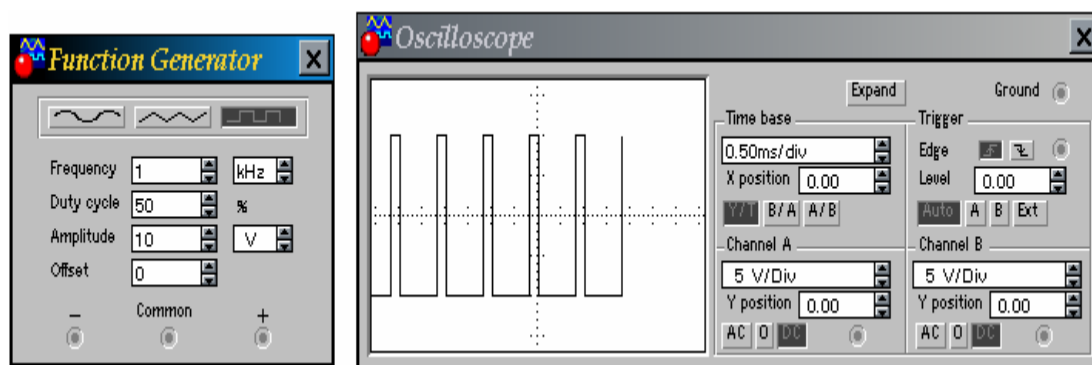 Function Generator
Frequency 1 kHz
Duty cycle 50 %
Amplitude 10 V
Offset 0
− Common +
Oscilloscope
Expand Ground
Time base
0.50ms/div
X position 0.00
Y/T B/A A/B
Trigger
Edge
Level 0.00
Auto A B Ext
Channel A
5 V/Div
Y position 0.00
AC 0 DC
Channel B
5 V/Div
Y position 0.00
AC 0 DC